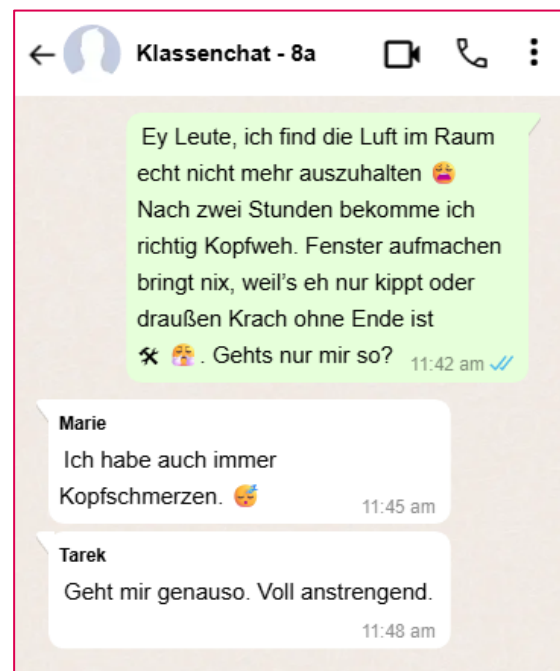 Klassenchat - 8a
Ey Leute, ich find die Luft im Raum
echt nicht mehr auszuhalten 😫
Nach zwei Stunden bekomme ich
richtig Kopfweh. Fenster aufmachen
bringt nix, weil's eh nur kippt oder
draußen Krach ohne Ende ist
🛠 😤 . Gehts nur mir so? 11:42 am
Marie
Ich habe auch immer
Kopfschmerzen. 😴
11:45 am
Tarek
Geht mir genauso. Voll anstrengend.
11:48 am